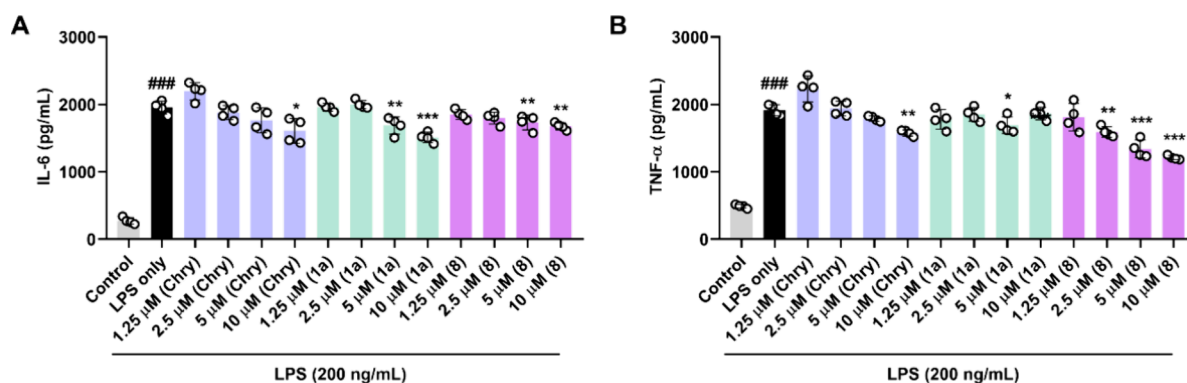 A
3000
2000
1000
0
IL-6 (pg/mL)
###
*
**
***
**
**
Control
LPS only
1.25 μM (Chry)
2.5 μM (Chry)
5 μM (Chry)
10 μM (Chry)
1.25 μM (1a)
2.5 μM (1a)
5 μM (1a)
10 μM (1a)
1.25 μM (8)
2.5 μM (8)
5 μM (8)
10 μM (8)
LPS (200 ng/mL)
B
3000
2000
1000
0
TNF-α (pg/mL)
###
**
*
**
***
***
Control
LPS only
1.25 μM (Chry)
2.5 μM (Chry)
5 μM (Chry)
10 μM (Chry)
1.25 μM (1a)
2.5 μM (1a)
5 μM (1a)
10 μM (1a)
1.25 μM (8)
2.5 μM (8)
5 μM (8)
10 μM (8)
LPS (200 ng/mL)